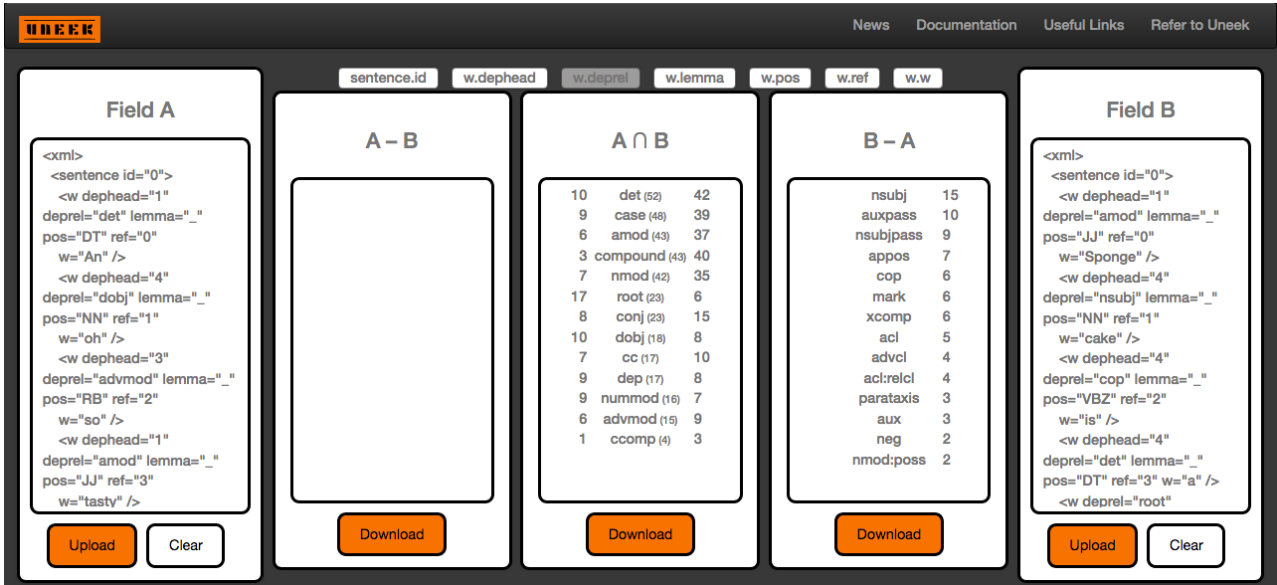 UNEEK
News Documentation Useful Links Refer to Uneek
sentence.id w.dephead w.deprel w.lemma w.pos w.ref w.w
Field A
<xml>
<sentence id="0">
<w dephead="1"
deprel="det" lemma="_"
pos="DT" ref="0"
w="An" />
<w dephead="4"
deprel="dobj" lemma="_"
pos="NN" ref="1"
w="oh" />
<w dephead="3"
deprel="advmod" lemma="_"
pos="RB" ref="2"
w="so" />
<w dephead="1"
deprel="amod" lemma="_"
pos="JJ" ref="3"
w="tasty" />
Upload Clear
A – B
Download
A ∩ B
10 det (52) 42
9 case (48) 39
6 amod (43) 37
3 compound (43) 40
7 nmod (42) 35
17 root (23) 6
8 conj (23) 15
10 dobj (18) 8
7 cc (17) 10
9 dep (17) 8
9 nummod (16) 7
6 advmod (15) 9
1 ccomp (4) 3
Download
B – A
nsubj 15
auxpass 10
nsubjpass 9
appos 7
cop 6
mark 6
xcomp 6
acl 5
advcl 4
acl:relcl 4
parataxis 3
aux 3
neg 2
nmod:poss 2
Download
Field B
<xml>
<sentence id="0">
<w dephead="1"
deprel="amod" lemma="_"
pos="JJ" ref="0"
w="Sponge" />
<w dephead="4"
deprel="nsubj" lemma="_"
pos="NN" ref="1"
w="cake" />
<w dephead="4"
deprel="cop" lemma="_"
pos="VBZ" ref="2"
w="is" />
<w dephead="4"
deprel="det" lemma="_"
pos="DT" ref="3" w="a" />
<w deprel="root"
Upload Clear